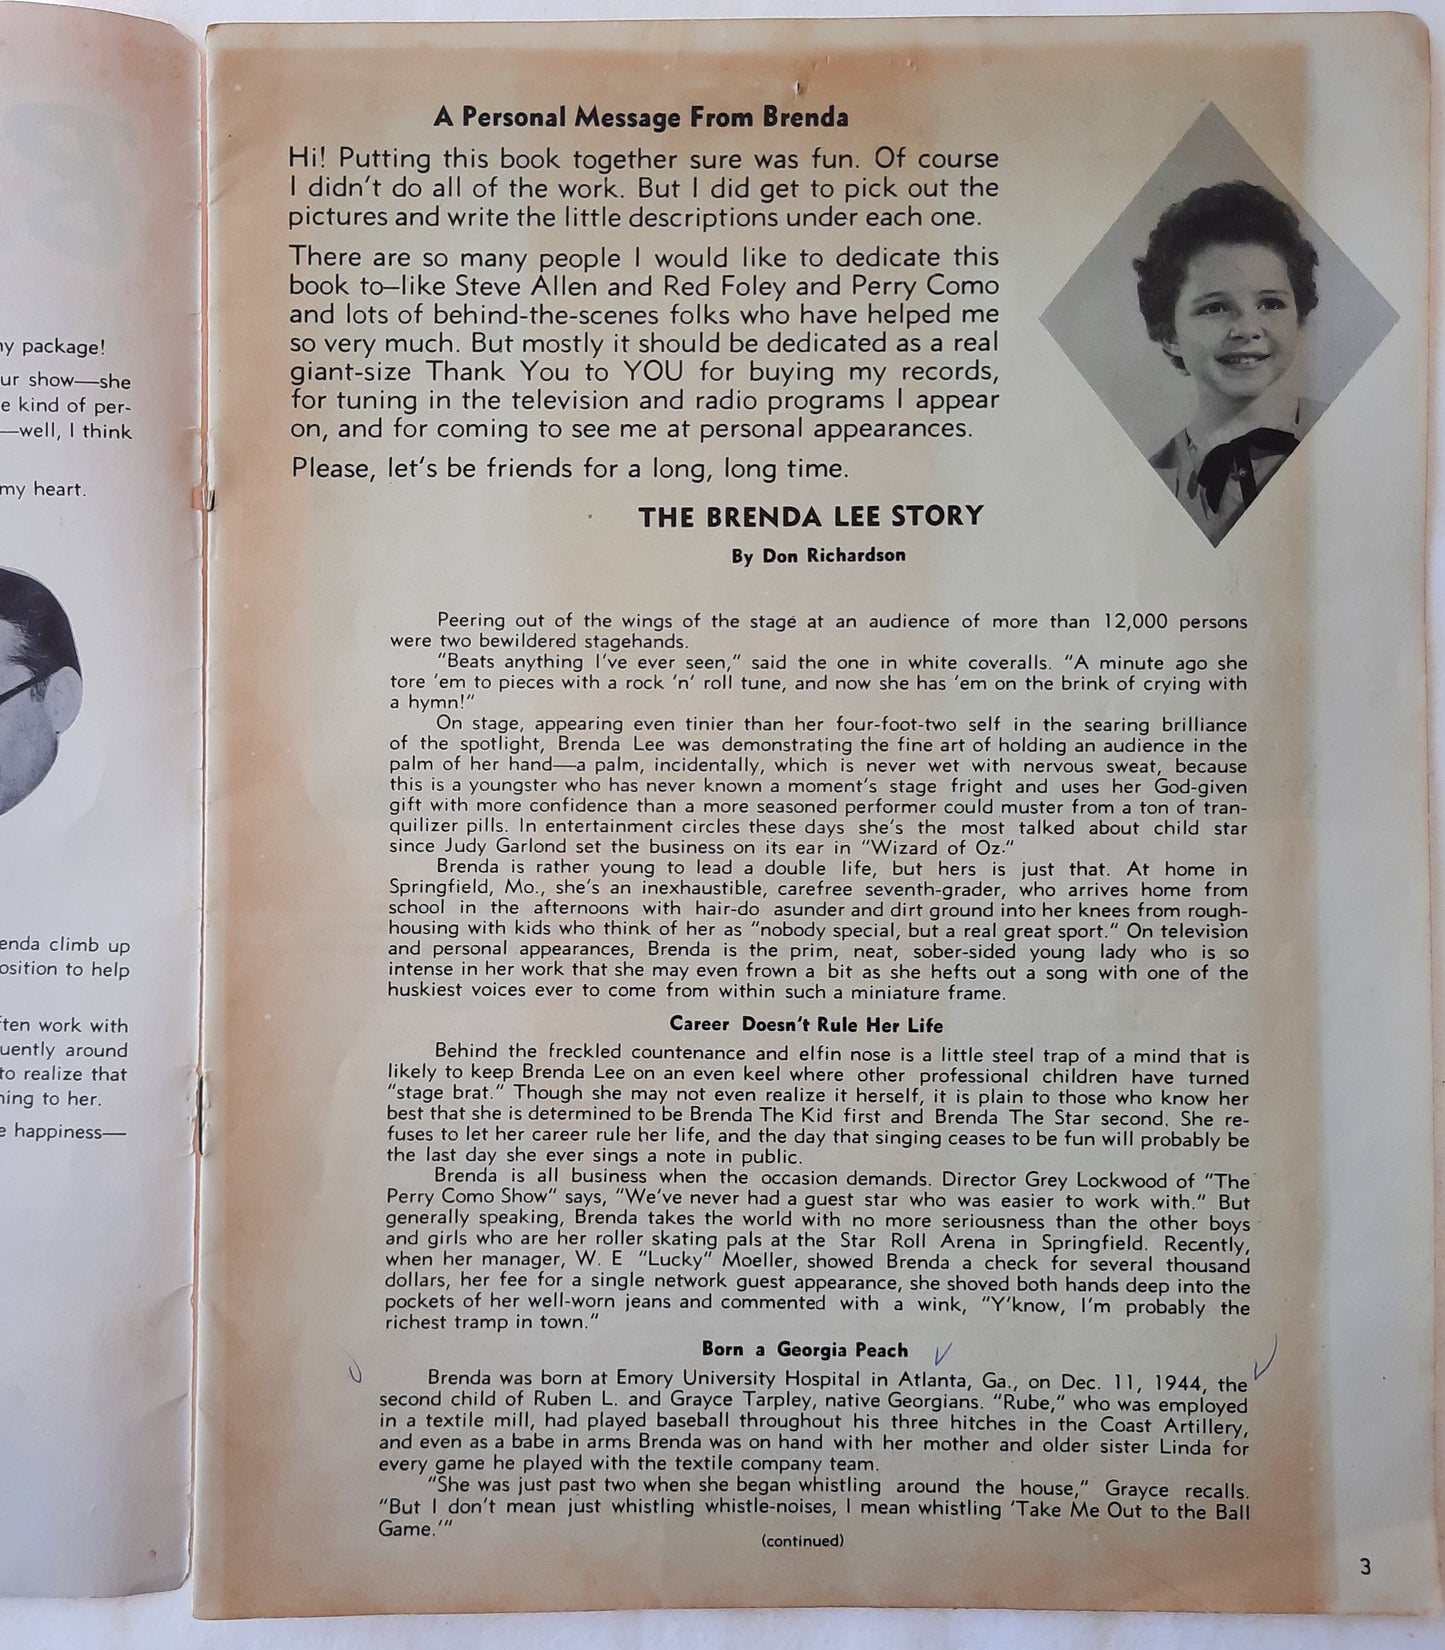 ny package!
ur show—she
e kind of per-
—well, I think
my heart.
enda climb up
osition to help
ften work with
uently around
to realize that
ning to her.
e happiness—
A Personal Message From Brenda
Hi! Putting this book together sure was fun. Of course
I didn't do all of the work. But I did get to pick out the
pictures and write the little descriptions under each one.
There are so many people I would like to dedicate this
book to—like Steve Allen and Red Foley and Perry Como
and lots of behind-the-scenes folks who have helped me
so very much. But mostly it should be dedicated as a real
giant-size Thank You to YOU for buying my records,
for tuning in the television and radio programs I appear
on, and for coming to see me at personal appearances.
Please, let's be friends for a long, long time.
THE BRENDA LEE STORY
By Don Richardson
Peering out of the wings of the stage at an audience of more than 12,000 persons
were two bewildered stagehands.
"Beats anything I've ever seen," said the one in white coveralls. "A minute ago she
tore 'em to pieces with a rock 'n' roll tune, and now she has 'em on the brink of crying with
a hymn!"
On stage, appearing even tinier than her four-foot-two self in the searing brilliance
of the spotlight, Brenda Lee was demonstrating the fine art of holding an audience in the
palm of her hand—a palm, incidentally, which is never wet with nervous sweat, because
this is a youngster who has never known a moment's stage fright and uses her God-given
gift with more confidence than a more seasoned performer could muster from a ton of tran-
quilizer pills. In entertainment circles these days she's the most talked about child star
since Judy Garlond set the business on its ear in "Wizard of Oz."
Brenda is rather young to lead a double life, but hers is just that. At home in
Springfield, Mo., she's an inexhaustible, carefree seventh-grader, who arrives home from
school in the afternoons with hair-do asunder and dirt ground into her knees from rough-
housing with kids who think of her as "nobody special, but a real great sport." On television
and personal appearances, Brenda is the prim, neat, sober-sided young lady who is so
intense in her work that she may even frown a bit as she hefts out a song with one of the
huskiest voices ever to come from within such a miniature frame.
Career Doesn't Rule Her Life
Behind the freckled countenance and elfin nose is a little steel trap of a mind that is
likely to keep Brenda Lee on an even keel where other professional children have turned
"stage brat." Though she may not even realize it herself, it is plain to those who know her
best that she is determined to be Brenda The Kid first and Brenda The Star second. She re-
fuses to let her career rule her life, and the day that singing ceases to be fun will probably be
the last day she ever sings a note in public.
Brenda is all business when the occasion demands. Director Grey Lockwood of "The
Perry Como Show" says, "We've never had a guest star who was easier to work with." But
generally speaking, Brenda takes the world with no more seriousness than the other boys
and girls who are her roller skating pals at the Star Roll Arena in Springfield. Recently,
when her manager, W. E "Lucky" Moeller, showed Brenda a check for several thousand
dollars, her fee for a single network guest appearance, she shoved both hands deep into the
pockets of her well-worn jeans and commented with a wink, "Y'know, I'm probably the
richest tramp in town."
Born a Georgia Peach
Brenda was born at Emory University Hospital in Atlanta, Ga., on Dec. 11, 1944, the
second child of Ruben L. and Grayce Tarpley, native Georgians. "Rube," who was employed
in a textile mill, had played baseball throughout his three hitches in the Coast Artillery,
and even as a babe in arms Brenda was on hand with her mother and older sister Linda for
every game he played with the textile company team.
"She was just past two when she began whistling around the house," Grayce recalls.
"But I don't mean just whistling whistle-noises, I mean whistling 'Take Me Out to the Ball
Game.'"
(continued)
3